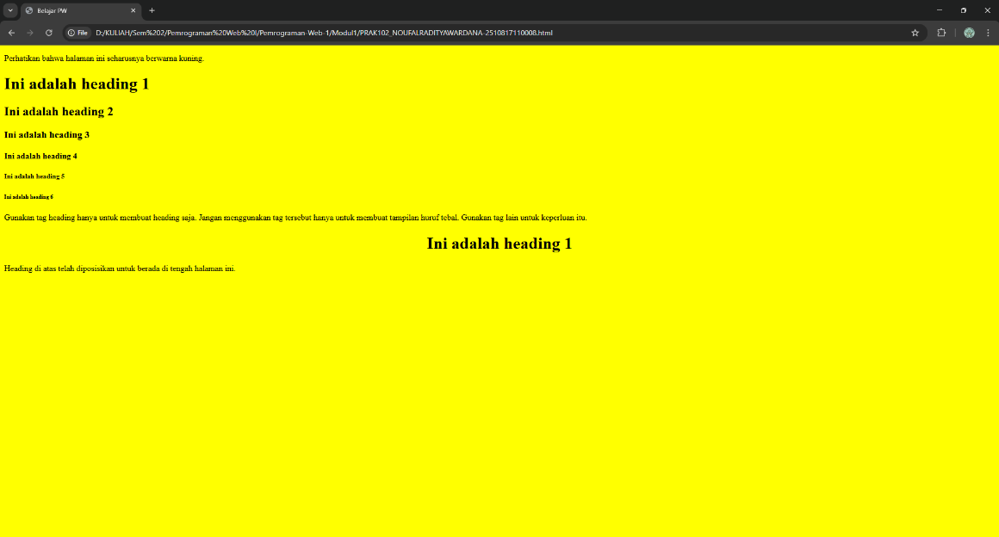 Belajar PW
File
D:/KULIAH/Sem%202/Pemrograman%20Web%20I/Pemrograman-Web-1/Modul1/PRAK102_NOUFALRADITYAWARDANA-2510817110008.html
Perhatikan bahwa halaman ini seharusnya berwarna kuning.
Ini adalah heading 1
Ini adalah heading 2
Ini adalah heading 3
Ini adalah heading 4
Ini adalah heading 5
Ini adalah heading 6
Gunakan tag heading hanya untuk membuat heading saja. Jangan menggunakan tag tersebut hanya untuk membuat tampilan huruf tebal. Gunakan tag lain untuk keperluan itu.
Ini adalah heading 1
Heading di atas telah diposisikan untuk berada di tengah halaman ini.